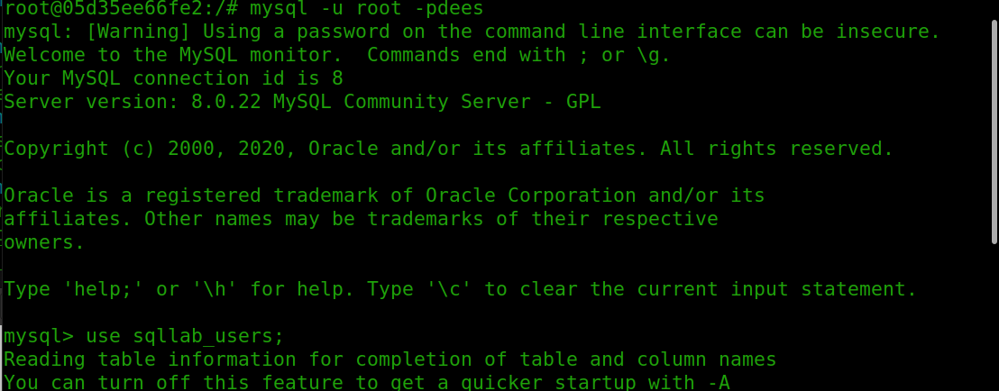 root@05d35ee66fe2:/# mysql -u root -pdees
mysql: [Warning] Using a password on the command line interface can be insecure.
Welcome to the MySQL monitor.  Commands end with ; or \g.
Your MySQL connection id is 8
Server version: 8.0.22 MySQL Community Server - GPL
Copyright (c) 2000, 2020, Oracle and/or its affiliates. All rights reserved.
Oracle is a registered trademark of Oracle Corporation and/or its
affiliates. Other names may be trademarks of their respective
owners.
Type 'help;' or '\h' for help. Type '\c' to clear the current input statement.
mysql> use sqllab_users;
Reading table information for completion of table and column names
You can turn off this feature to get a quicker startup with -A